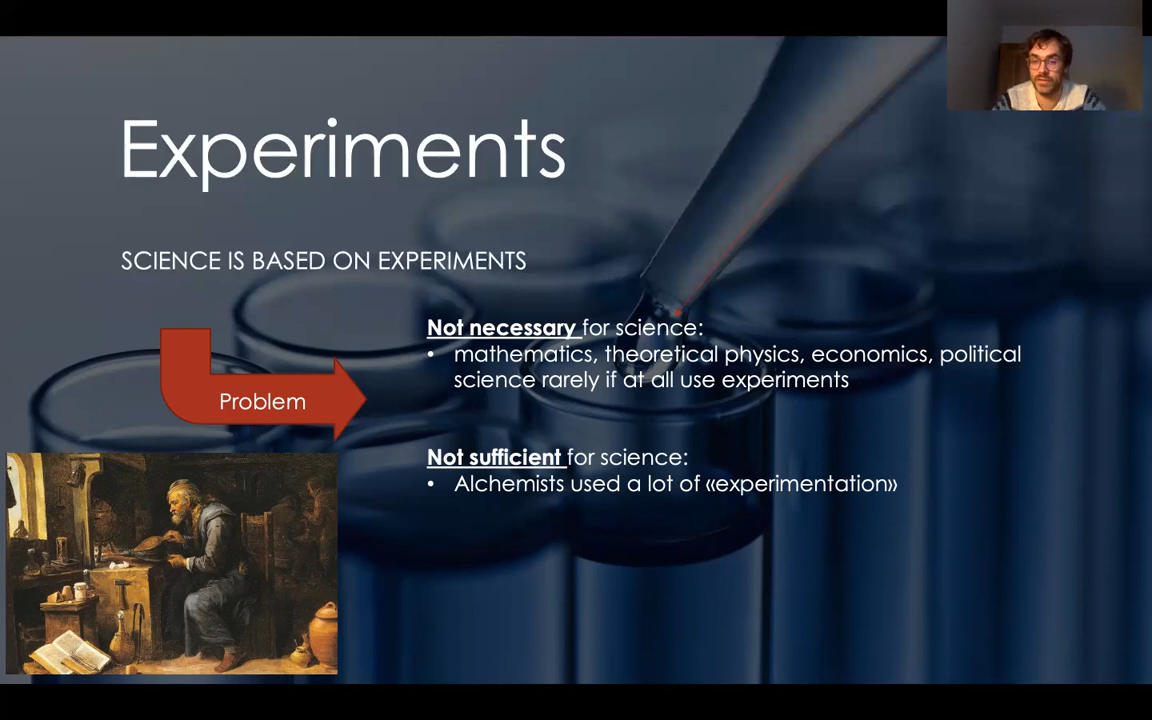 Experiments
SCIENCE IS BASED ON EXPERIMENTS
Problem
Not necessary for science:
• mathematics, theoretical physics, economics, political
science rarely if at all use experiments
Not sufficient for science:
• Alchemists used a lot of «experimentation»